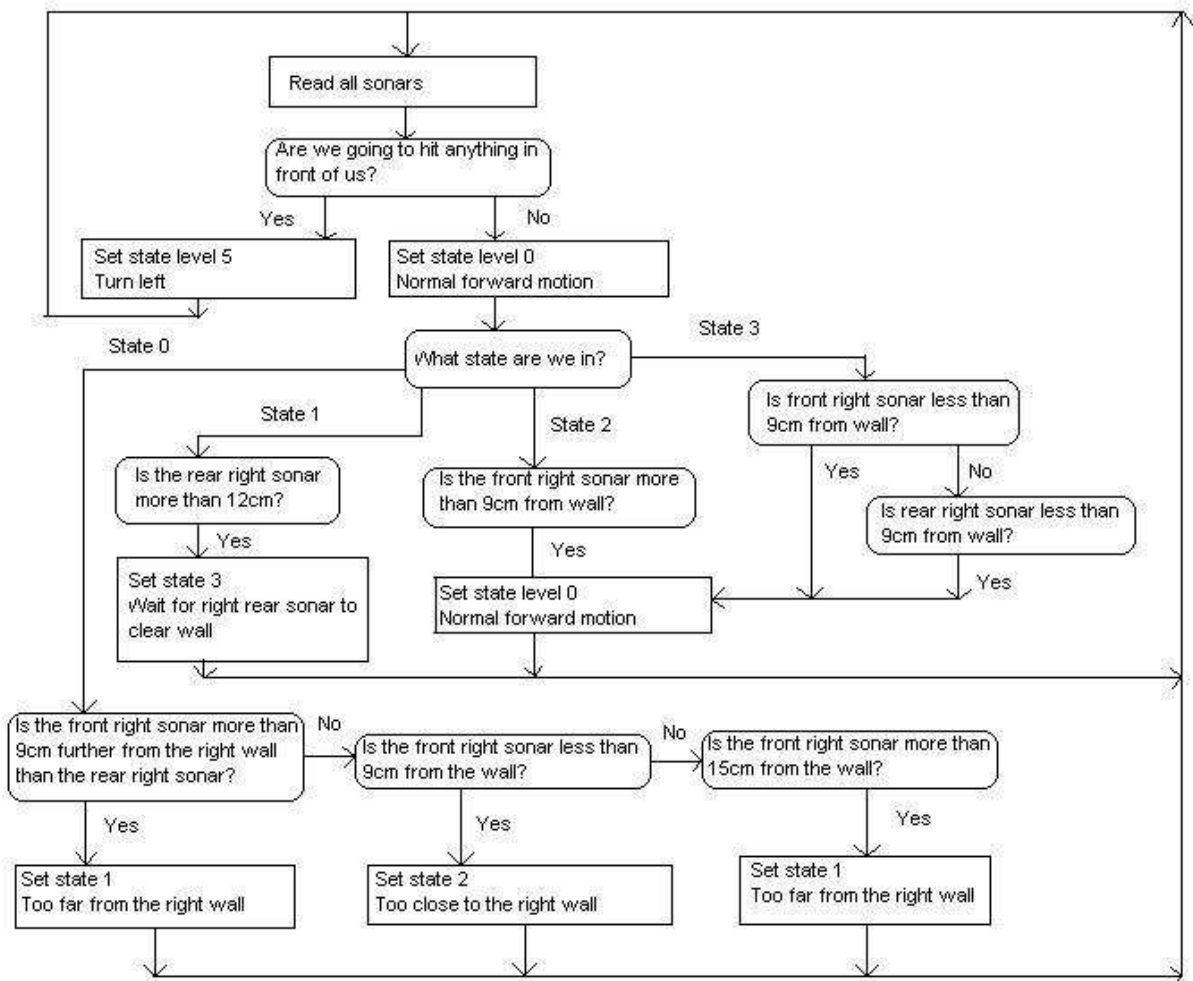 Read all sonars
Are we going to hit anything in
front of us?
Yes
No
Set state level 5
Turn left
Set state level 0
Normal forward motion
State 0
What state are we in?
State 3
State 1
State 2
Is front right sonar less than
9cm from wall?
Is the rear right sonar
more than 12cm?
Is the front right sonar more
than 9cm from wall?
Yes
No
Is rear right sonar less than
9cm from wall?
Yes
Yes
Yes
Set state 3
Wait for right rear sonar to
clear wall
Set state level 0
Normal forward motion
Is the front right sonar more than
9cm further from the right wall
than the rear right sonar?
No
Is the front right sonar less than
9cm from the wall?
No
Is the front right sonar more than
15cm from the wall?
Yes
Yes
Yes
Set state 1
Too far from the right wall
Set state 2
Too close to the right wall
Set state 1
Too far from the right wall